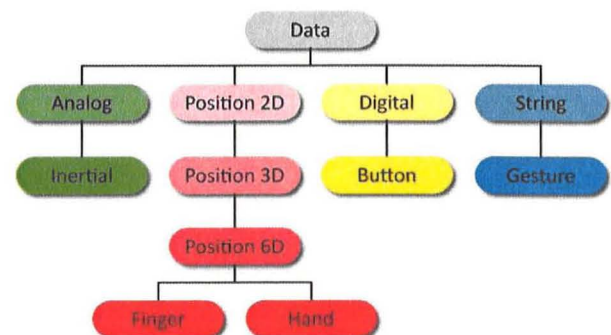 Data
Analog
Position 2D
Digital
String
Inertial
Position 3D
Button
Gesture
Position 6D
Finger
Hand